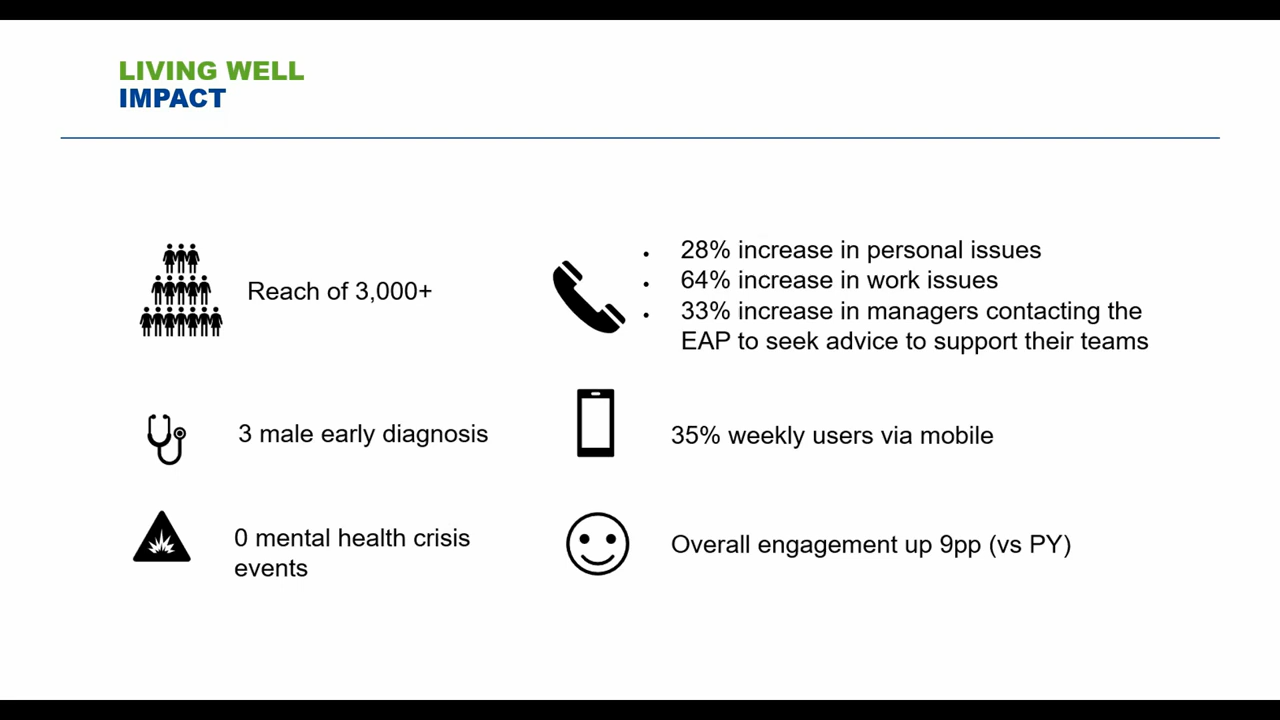 LIVING WELL
IMPACT
Reach of 3,000+
• 28% increase in personal issues
• 64% increase in work issues
• 33% increase in managers contacting the
EAP to seek advice to support their teams
3 male early diagnosis
35% weekly users via mobile
0 mental health crisis
events
Overall engagement up 9pp (vs PY)